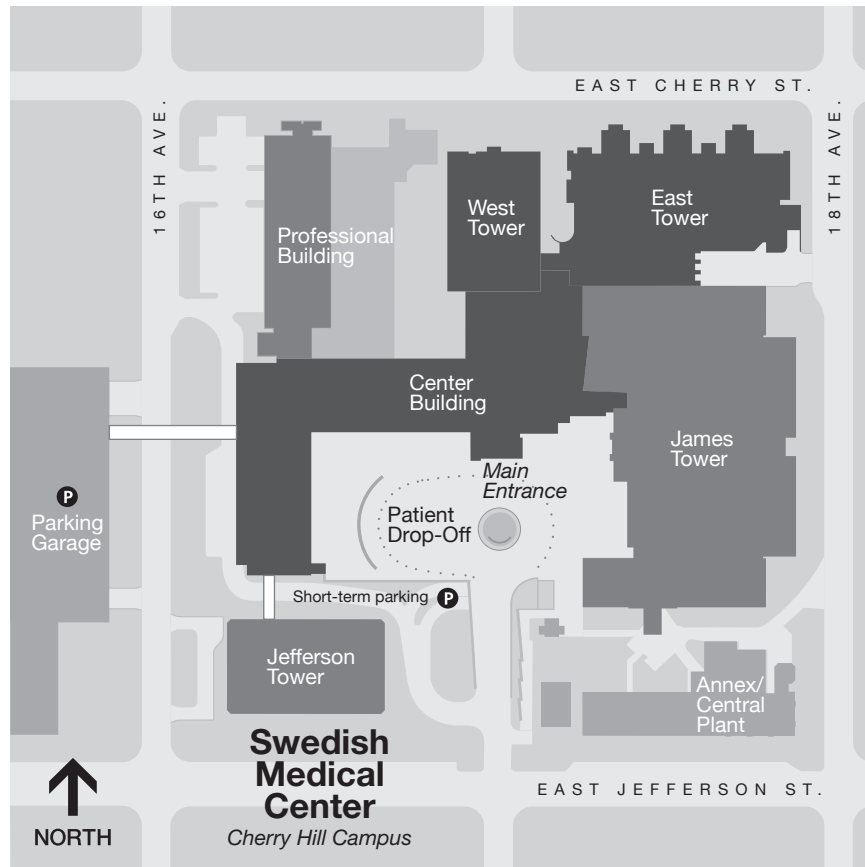 EAST CHERRY ST.
16TH AVE.
18TH AVE.
West
Tower
East
Tower
Professional
Building
Center
Building
James
Tower
Main
Entrance
P
Parking
Garage
Patient
Drop-Off
Short-term parking P
Jefferson
Tower
Annex/
Central
Plant
Swedish
Medical
Center
Cherry Hill Campus
EAST JEFFERSON ST.
NORTH